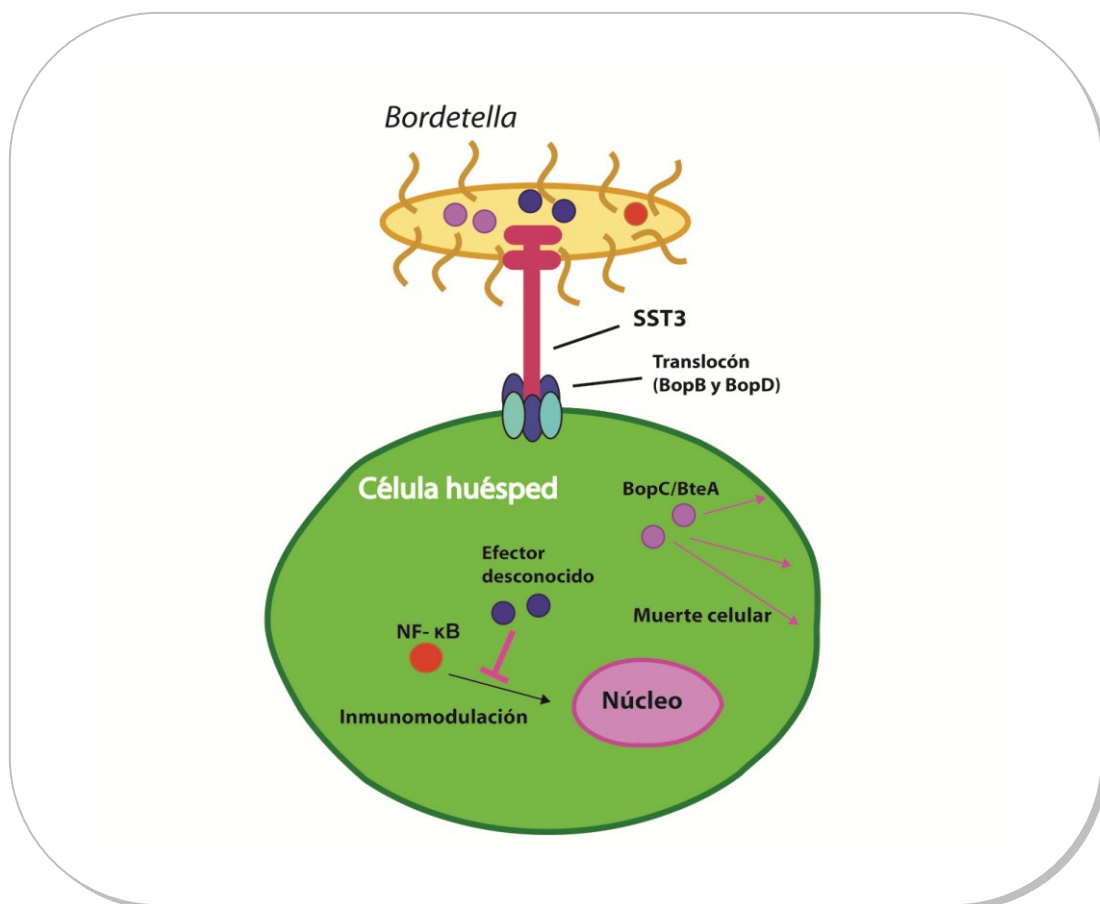 Bordetella
SST3
Translocón
(BopB y BopD)
Célula huésped
BopC/BteA
Efector
desconocido
Muerte celular
NF- κB
Núcleo
Inmunomodulación